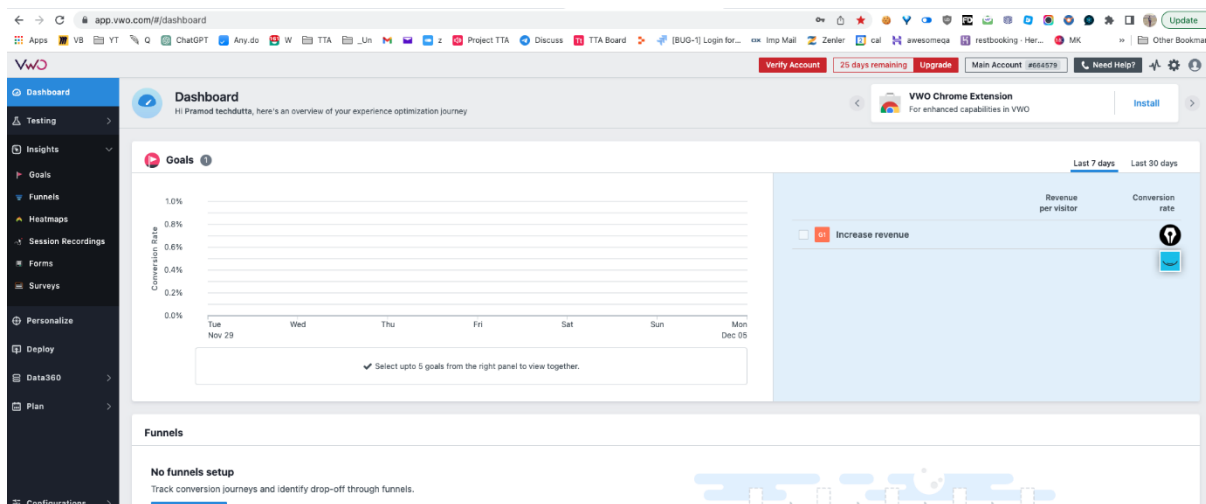 app.vwo.com/#/dashboard
Update
Apps VB YT Q ChatGPT Any.do W TTA _Un z Project TTA Discuss TTA Board [BUG-1] Login for... Imp Mail Zenler cal awesomeqa restbooking - Her... MK » Other Bookmar
VWO
Verify Account 25 days remaining Upgrade Main Account #664579 Need Help?
Dashboard
Testing
Insights
Goals
Funnels
Heatmaps
Session Recordings
Forms
Surveys
Personalize
Deploy
Data360
Plan
Configurations
Dashboard
Hi Pramod techdutta, here's an overview of your experience optimization journey
VWO Chrome Extension
For enhanced capabilities in VWO
Install
Goals 1
Last 7 days Last 30 days
Conversion Rate
1.0%
0.8%
0.6%
0.4%
0.2%
0.0%
Tue Wed Thu Fri Sat Sun Mon
Nov 29 Dec 05
Select upto 5 goals from the right panel to view together.
Revenue Conversion
per visitor rate
G1 Increase revenue
Funnels
No funnels setup
Track conversion journeys and identify drop-off through funnels.